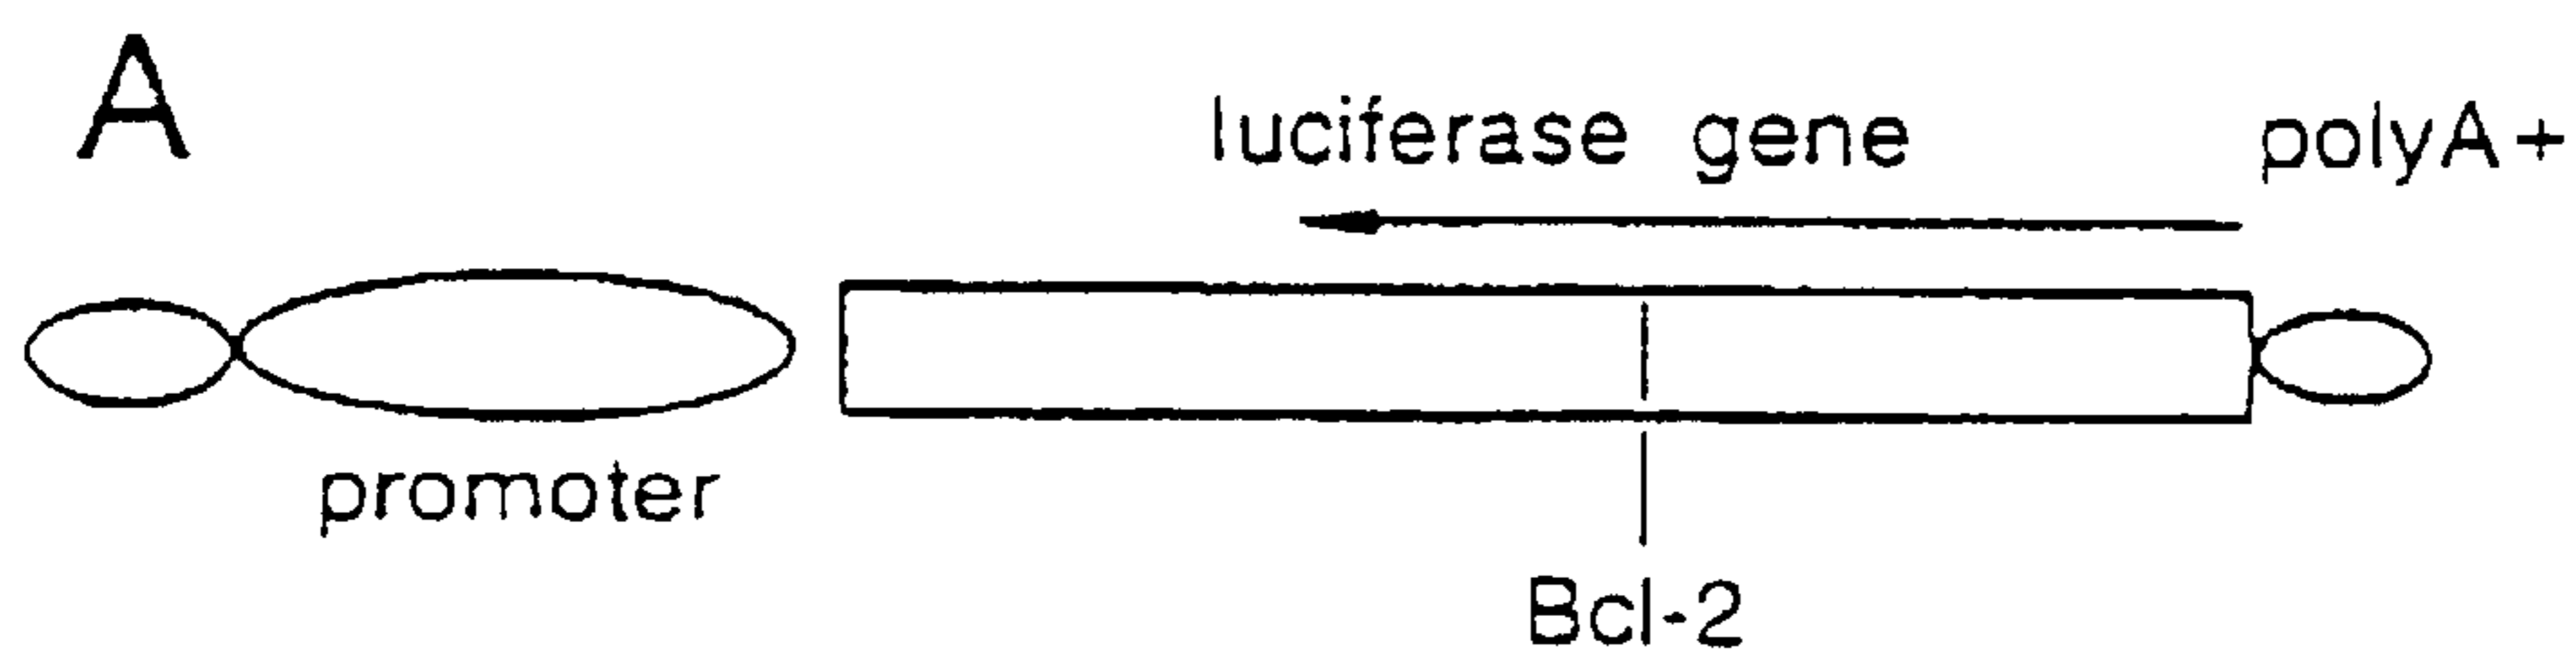 A
luciferase gene
polyA+
promoter
Bcl-2